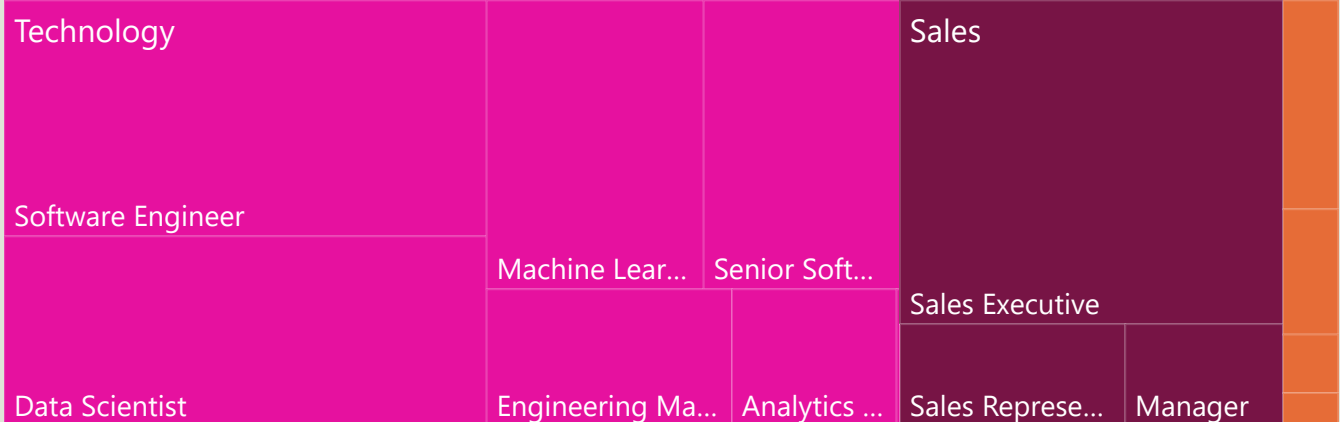 Technology
Software Engineer
Data Scientist
Machine Lear...
Senior Soft...
Engineering Ma...
Analytics ...
Sales
Sales Executive
Sales Represe...
Manager